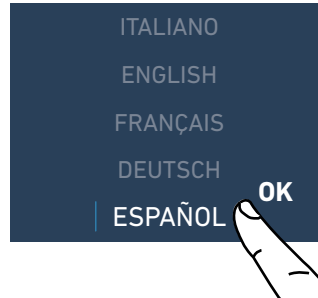 ITALIANO
ENGLISH
FRANÇAIS
DEUTSCH
OK
ESPAÑOL